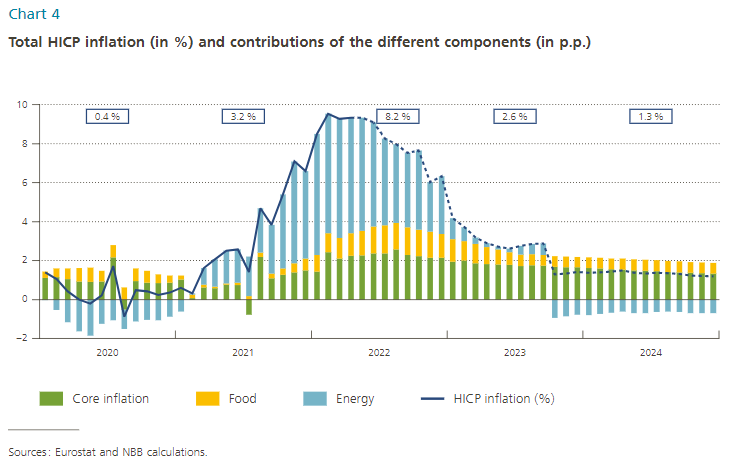 Chart 4
Total HICP inflation (in %) and contributions of the different components (in p.p.)
10
0.4 %
3.2 %
8.2 %
2.6 %
1.3 %
8
6
4
2
0
–2
2020
2021
2022
2023
2024
Core inflation
Food
Energy
HICP inflation (%)
Sources: Eurostat and NBB calculations.